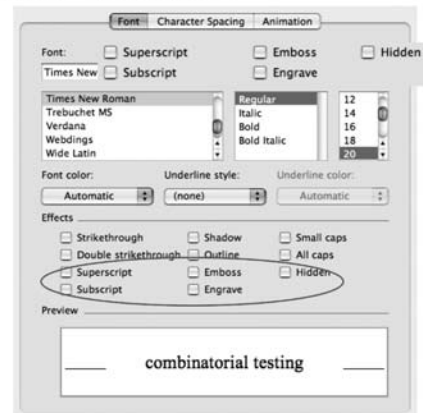 Font Character Spacing Animation
Font: Superscript Emboss Hidden
Times New Subscript Engrave
Times New Roman Regular 12
Trebuchet MS Italic 14
Verdana Bold 16
Webdings Bold Italic 18
Wide Latin 20
Font color: Underline style: Underline color:
Automatic (none) Automatic
Effects
Strikethrough Shadow Small caps
Double strikethrough Outline All caps
Superscript Emboss Hidden
Subscript Engrave
Preview
combinatorial testing